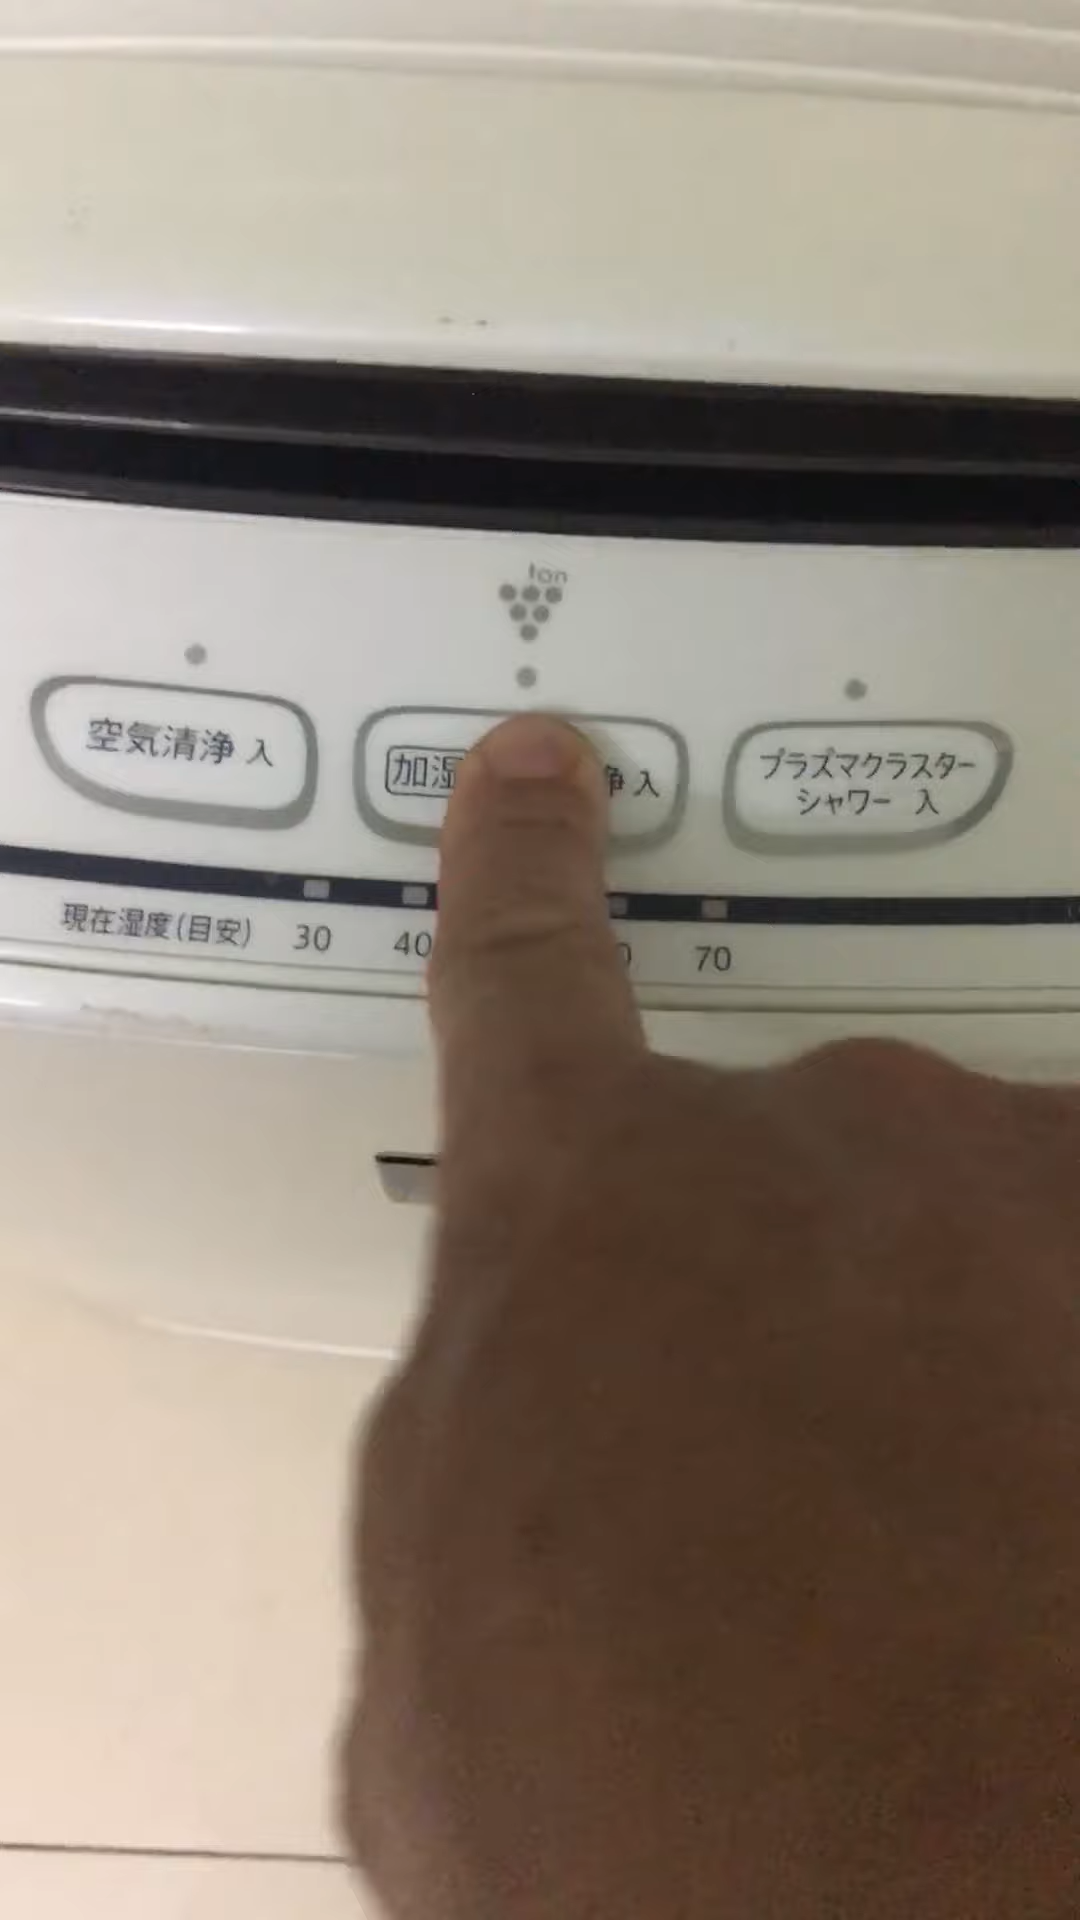 ion
空気清浄 入
加湿 浄 入
プラズマクラスター
シャワー 入
現在湿度(目安) 30 40 0 70